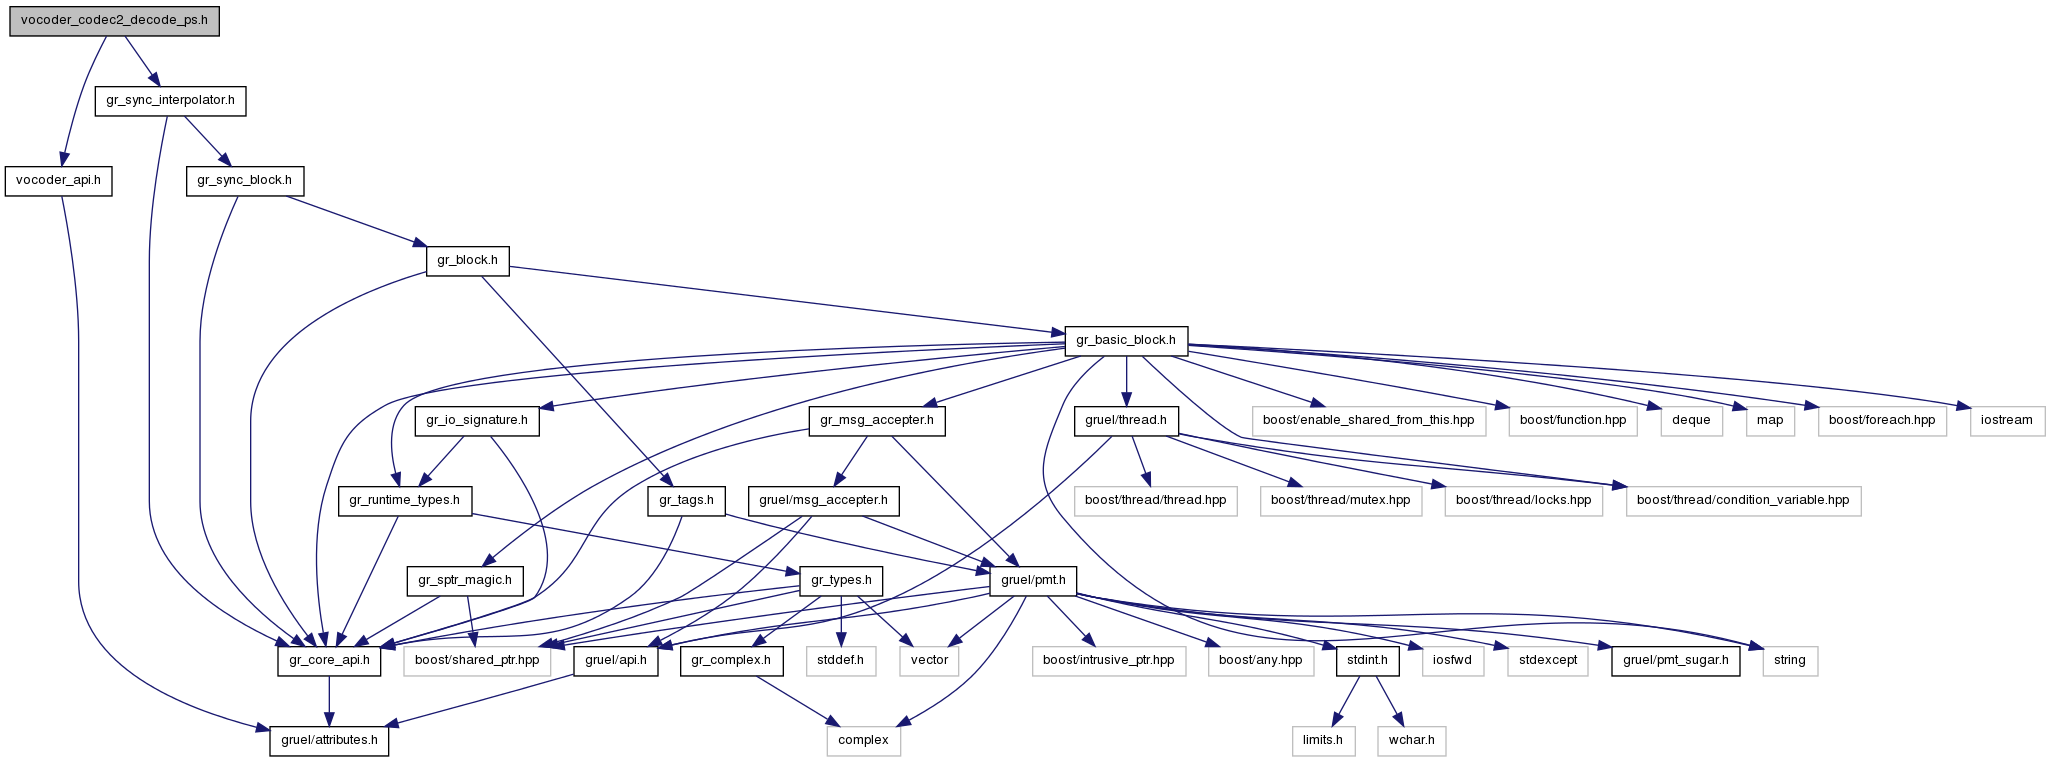 vocoder_codec2_decode_ps.h
gr_sync_interpolator.h
vocoder_api.h
gr_sync_block.h
gr_block.h
gr_basic_block.h
gr_io_signature.h
gr_msg_accepter.h
gruel/thread.h
boost/enable_shared_from_this.hpp
boost/function.hpp
deque
map
boost/foreach.hpp
iostream
gr_runtime_types.h
gr_tags.h
gruel/msg_accepter.h
boost/thread/thread.hpp
boost/thread/mutex.hpp
boost/thread/locks.hpp
boost/thread/condition_variable.hpp
gr_sptr_magic.h
gr_types.h
gruel/pmt.h
gr_core_api.h
boost/shared_ptr.hpp
gruel/api.h
gr_complex.h
stddef.h
vector
boost/intrusive_ptr.hpp
boost/any.hpp
stdint.h
iosfwd
stdexcept
gruel/pmt_sugar.h
string
gruel/attributes.h
complex
limits.h
wchar.h